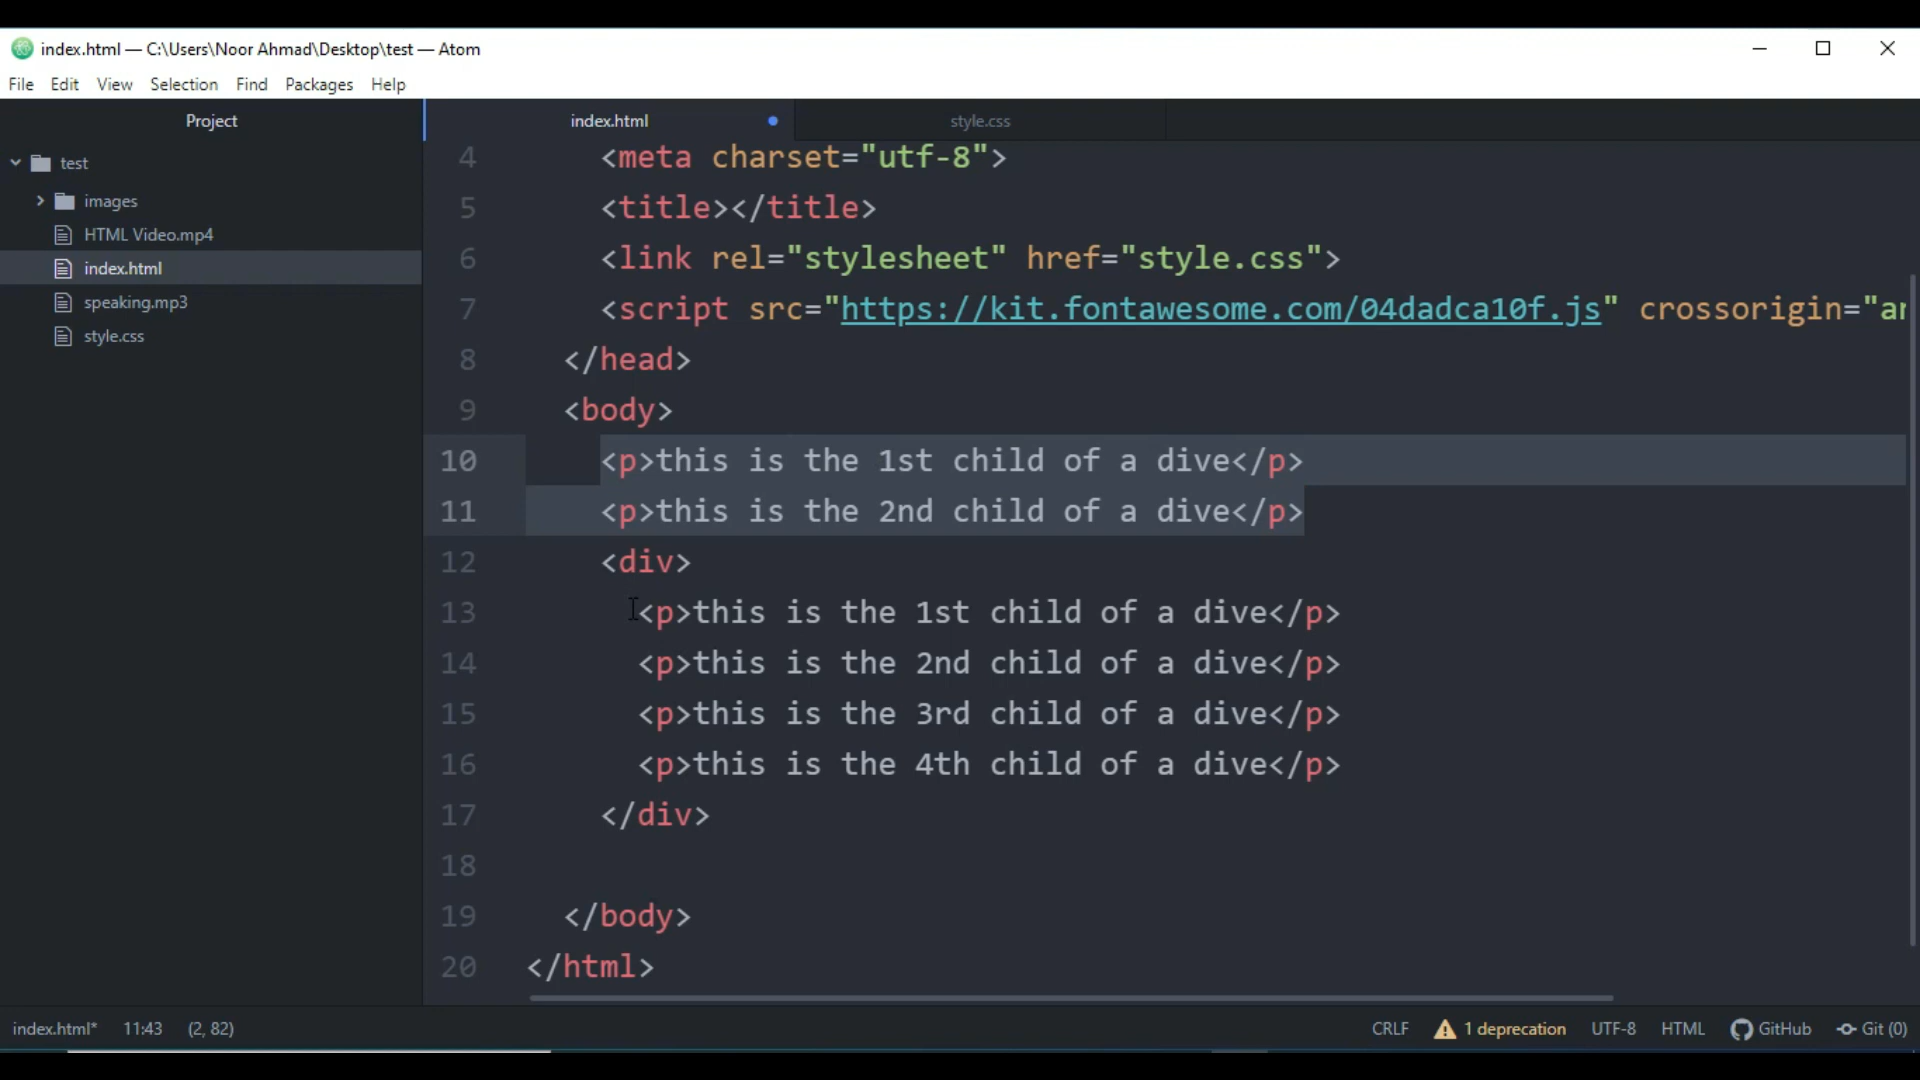 index.html — C:\Users\Noor Ahmad\Desktop\test — Atom
File Edit View Selection Find Packages Help
Project
index.html
style.css
test
images
HTML Video.mp4
index.html
speaking.mp3
style.css
4 <meta charset="utf-8">
5 <title></title>
6 <link rel="stylesheet" href="style.css">
7 <script src="https://kit.fontawesome.com/04dadca10f.js" crossorigin="an
8 </head>
9 <body>
10 <p>this is the 1st child of a dive</p>
11 <p>this is the 2nd child of a dive</p>
12 <div>
13 <p>this is the 1st child of a dive</p>
14 <p>this is the 2nd child of a dive</p>
15 <p>this is the 3rd child of a dive</p>
16 <p>this is the 4th child of a dive</p>
17 </div>
18
19 </body>
20 </html>
index.html* 11:43 (2, 82) CRLF 1 deprecation UTF-8 HTML GitHub Git (0)